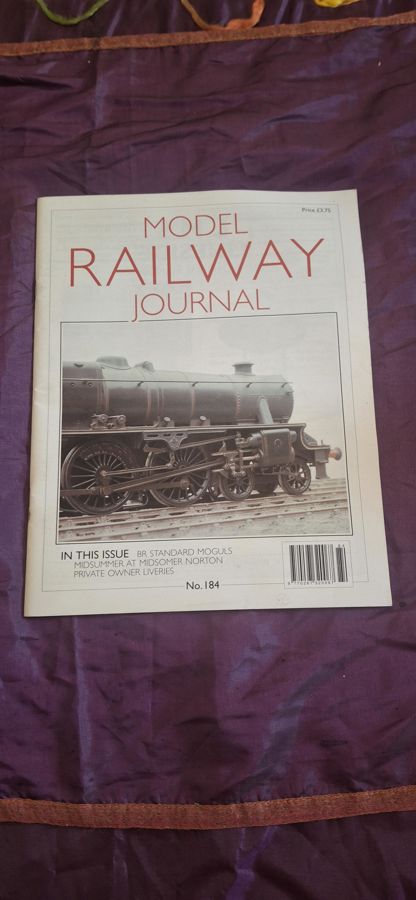 Price £3.75
MODEL
RAILWAY
JOURNAL
IN THIS ISSUE BR STANDARD MOGULS
MIDSUMMER AT MIDSOMER NORTON
PRIVATE OWNER LIVERIES
No. 184